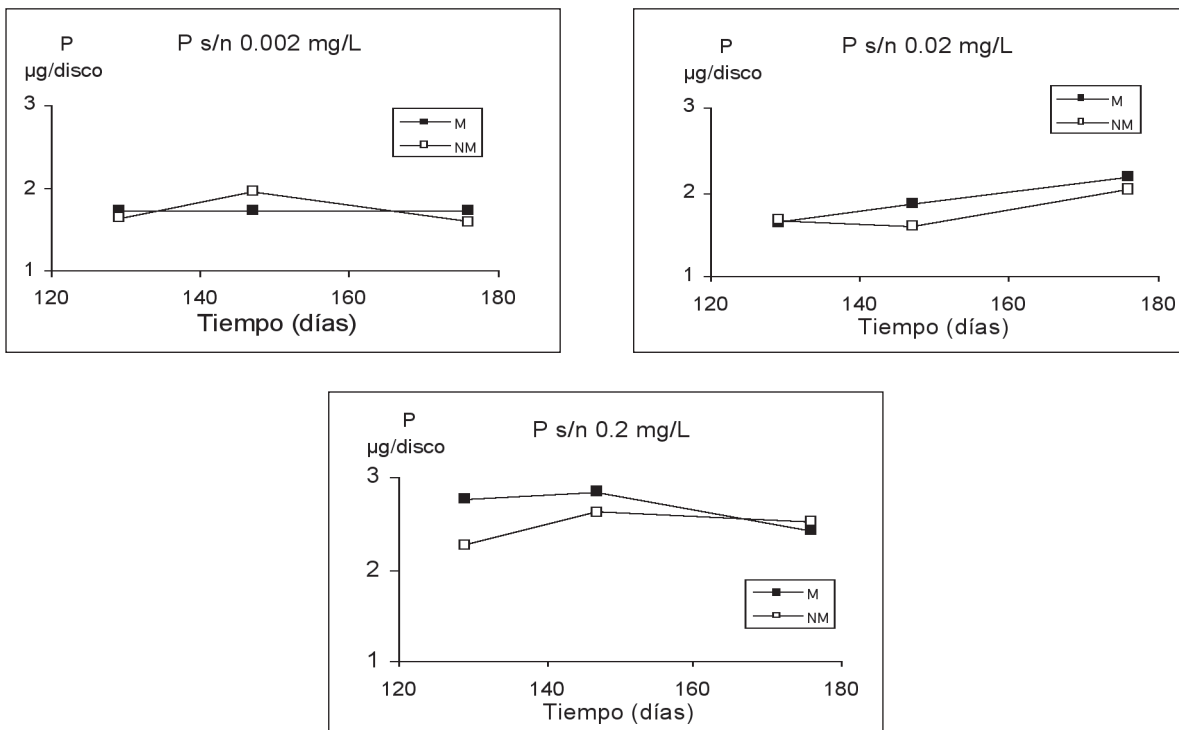 P
µg/disco
P s/n 0.002 mg/L
M
NM
3
2
1
120
140
160
180
Tiempo (días)
P
µg/disco
P s/n 0.02 mg/L
M
NM
3
2
1
120
140
160
180
Tiempo (días)
P
µg/disco
P s/n 0.2 mg/L
3
2
1
M
NM
120
140
160
180
Tiempo (días)